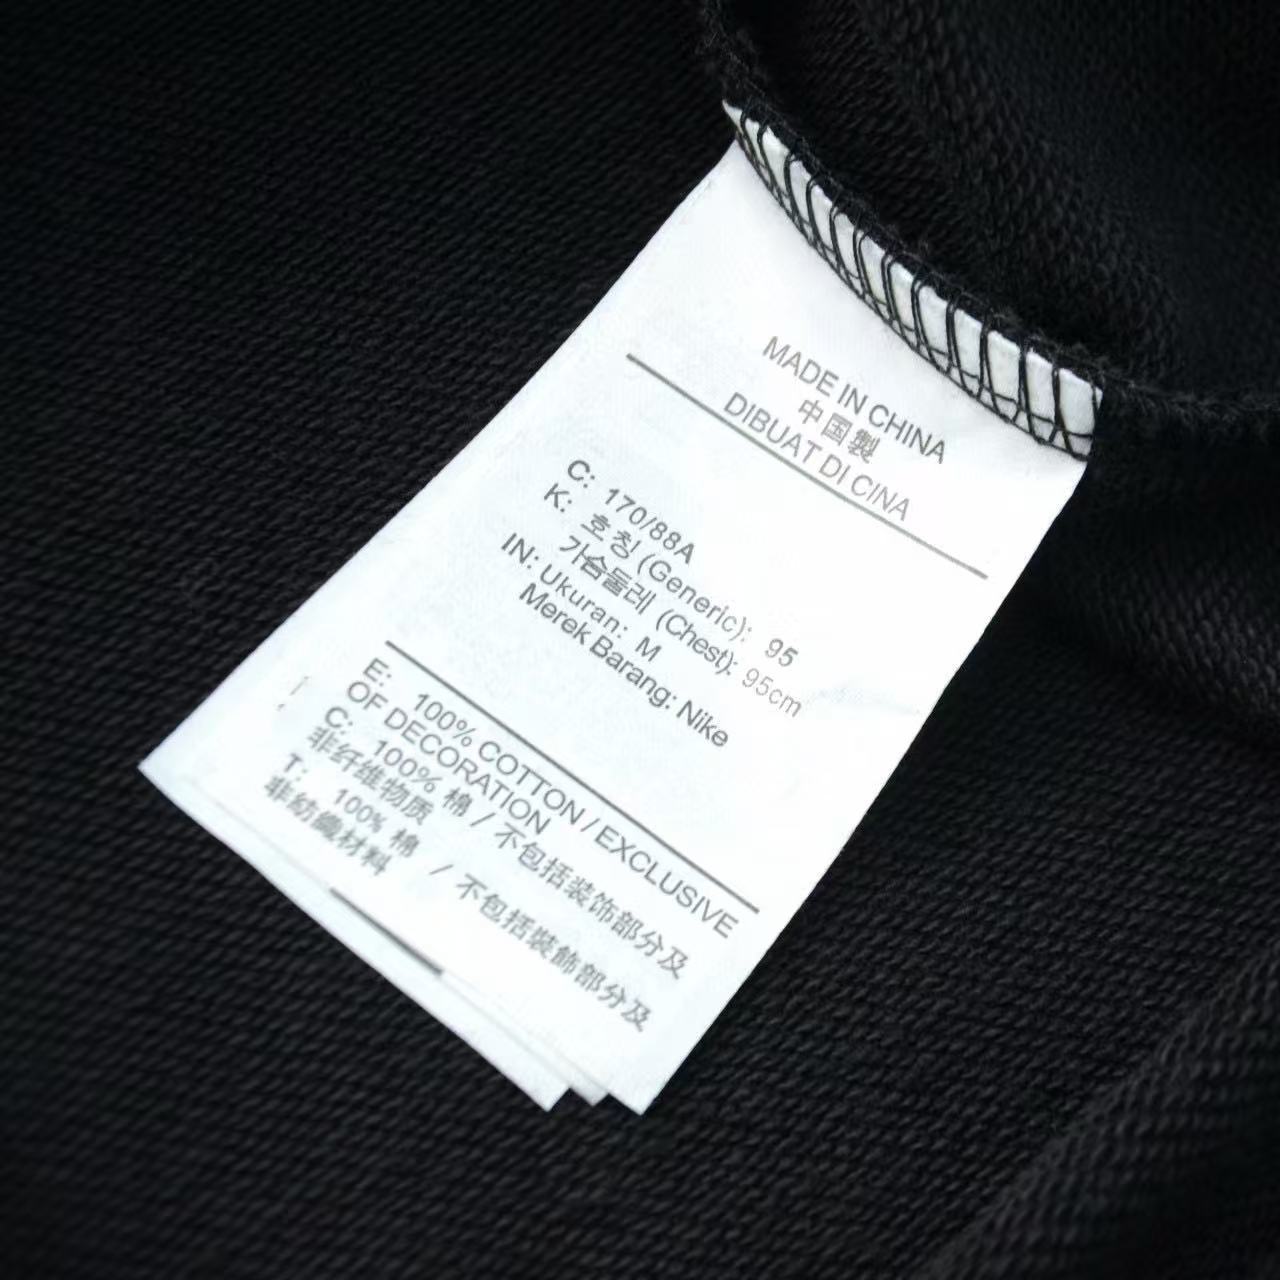 MADE IN CHINA
中国製
DIBUAT DI CINA
C: 170/88A
K: 호칭 (Generic): 95
가슴둘레 (Chest): 95cm
IN: Ukuran: M
Merek Barang: Nike
E: 100% COTTON / EXCLUSIVE
OF DECORATION
C: 100% 棉 / 不包括装饰部分及
非纤维物质
T: 100% 棉 / 不包括裝飾部分及
非紡織材料